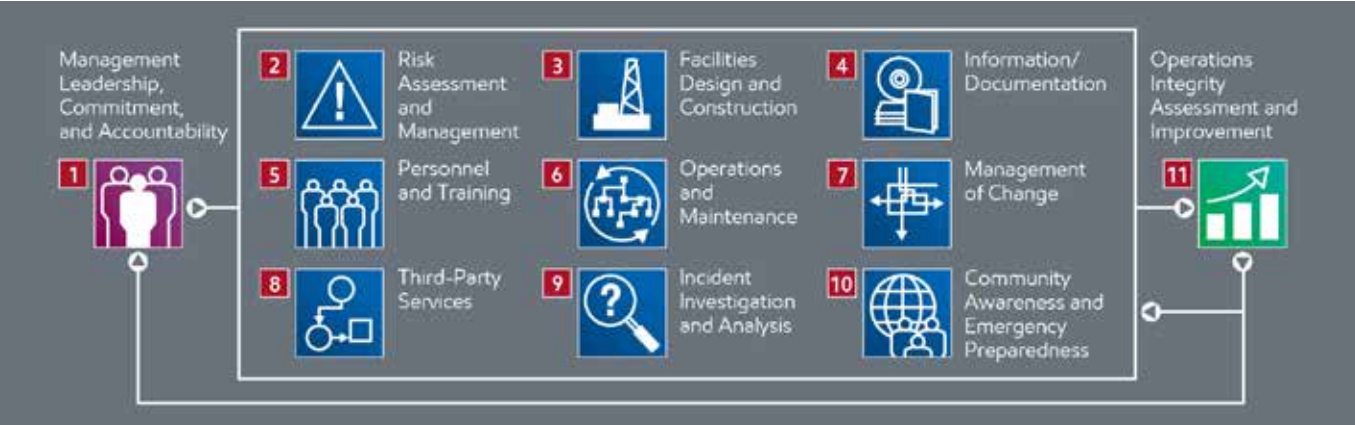 1
Management
Leadership,
Commitment,
and Accountability
2
Risk
Assessment
and
Management
3
Facilities
Design and
Construction
4
Information/
Documentation
5
Personnel
and Training
6
Operations
and
Maintenance
7
Management
of Change
8
Third-Party
Services
9
?
Incident
Investigation
and Analysis
10
Community
Awareness and
Emergency
Preparedness
11
Operations
Integrity
Assessment and
Improvement